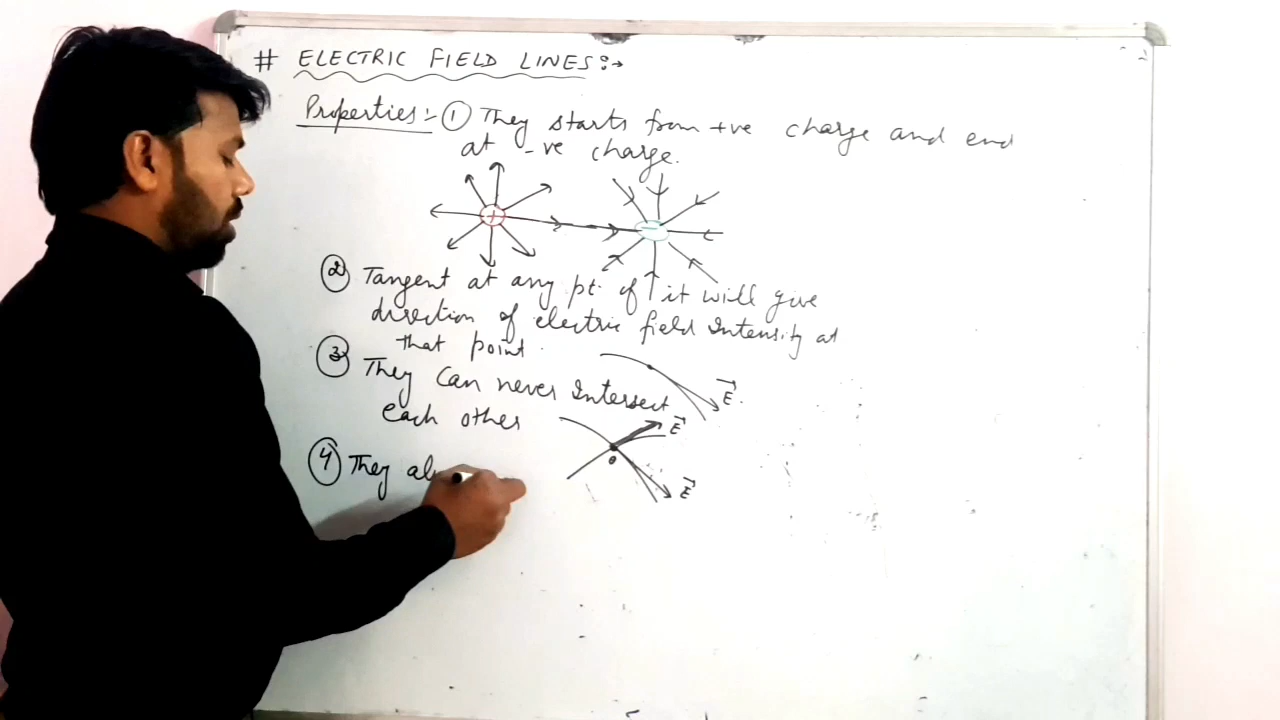 # ELECTRIC FIELD LINES:→
Properties:- ① They starts from +ve charge and end
at -ve charge.
+ −
② Tangent at any pt. of it will give
direction of electric field Intensity at
that point.
③ They can never Intersect
each other
E
E
E
④ They al